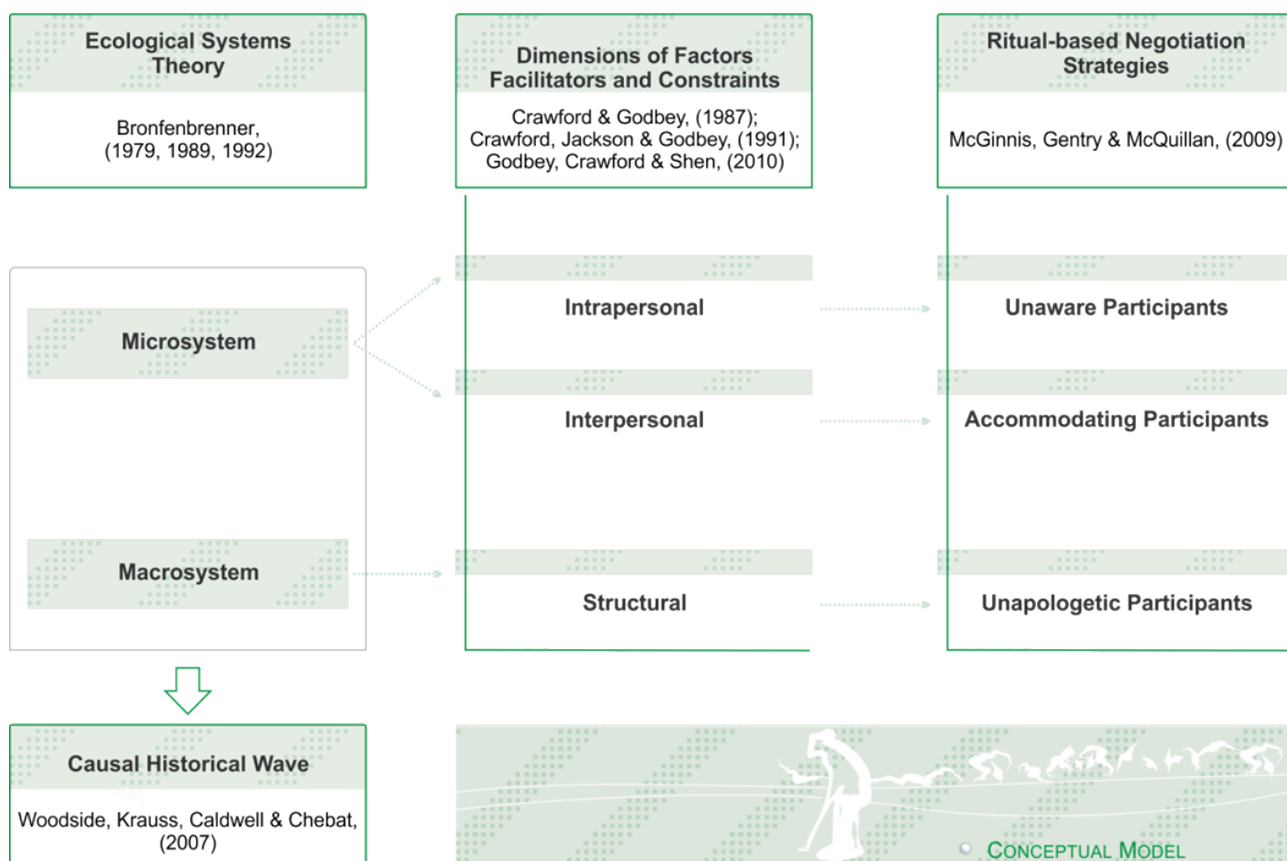 Ecological Systems
Theory
Bronfenbrenner,
(1979, 1989, 1992)
Dimensions of Factors
Facilitators and Constraints
Crawford & Godbey, (1987);
Crawford, Jackson & Godbey, (1991);
Godbey, Crawford & Shen, (2010)
Ritual-based Negotiation
Strategies
McGinnis, Gentry & McQuillan, (2009)
Microsystem
Intrapersonal
Unaware Participants
Interpersonal
Accommodating Participants
Macrosystem
Structural
Unapologetic Participants
Causal Historical Wave
Woodside, Krauss, Caldwell & Chebat,
(2007)
CONCEPTUAL MODEL